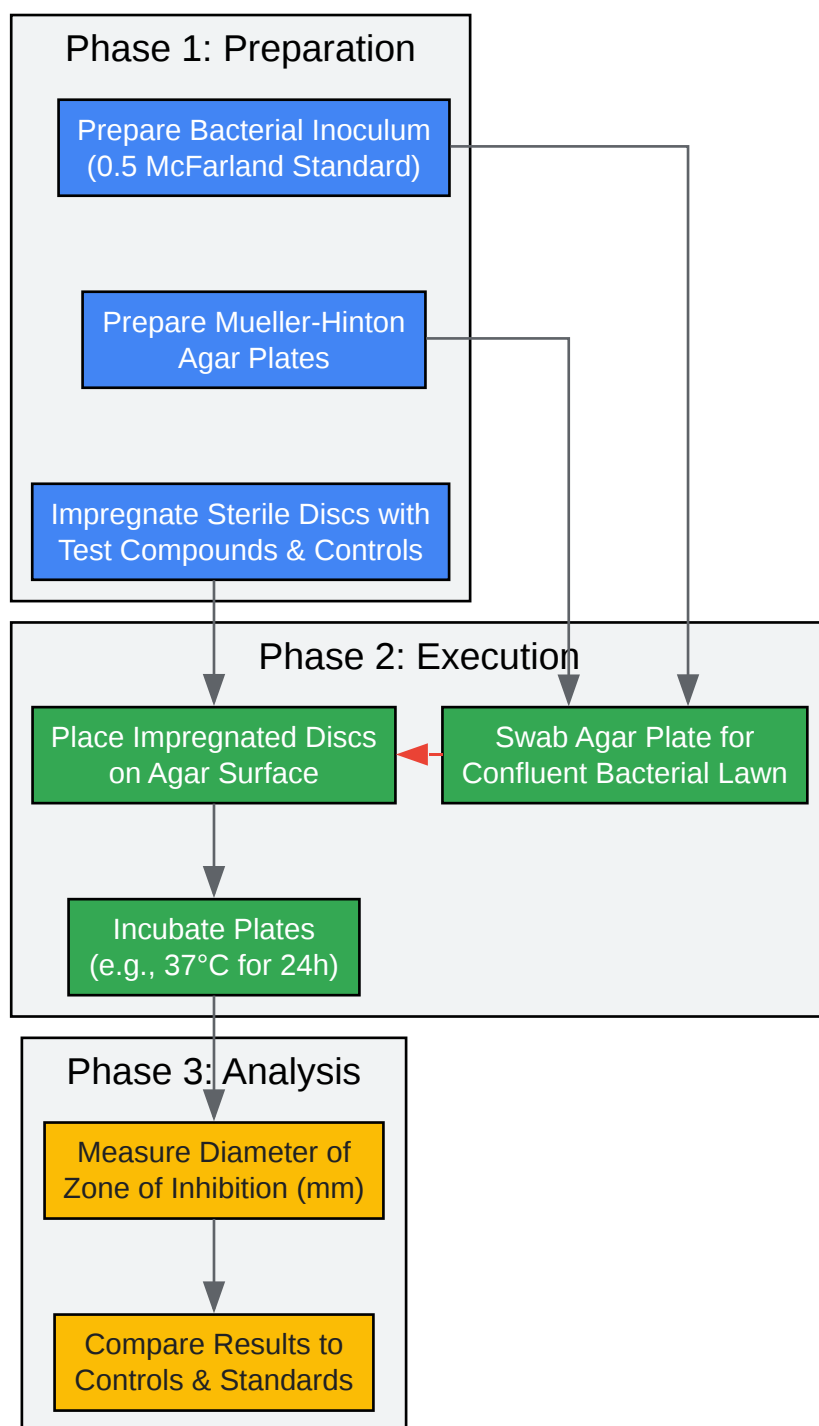 Phase 1: Preparation
Prepare Bacterial Inoculum
(0.5 McFarland Standard)
Prepare Mueller-Hinton
Agar Plates
Impregnate Sterile Discs with
Test Compounds & Controls
Phase 2: Execution
Place Impregnated Discs
on Agar Surface
Swab Agar Plate for
Confluent Bacterial Lawn
Incubate Plates
(e.g., 37°C for 24h)
Phase 3: Analysis
Measure Diameter of
Zone of Inhibition (mm)
Compare Results to
Controls & Standards